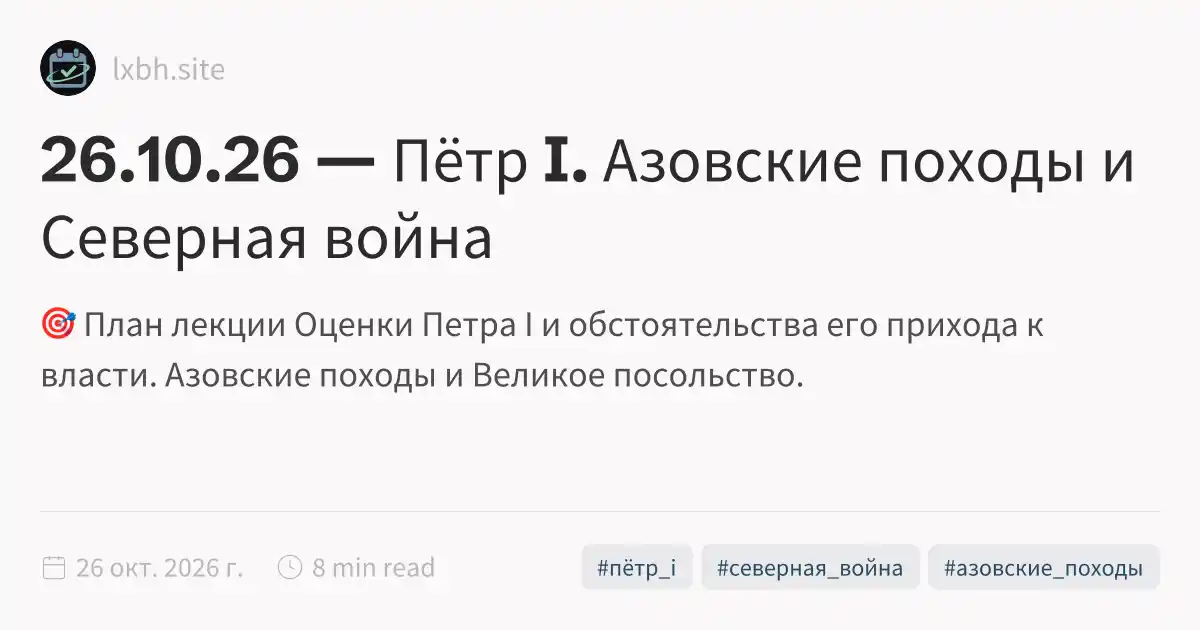 lxbh.site
26.10.26 — Пётр I. Азовские походы и
Северная война
🎯 План лекции Оценки Петра I и обстоятельства его прихода к
власти. Азовские походы и Великое посольство.
26 окт. 2026 г. 8 min read #пётр_i #северная_война #азовские_походы